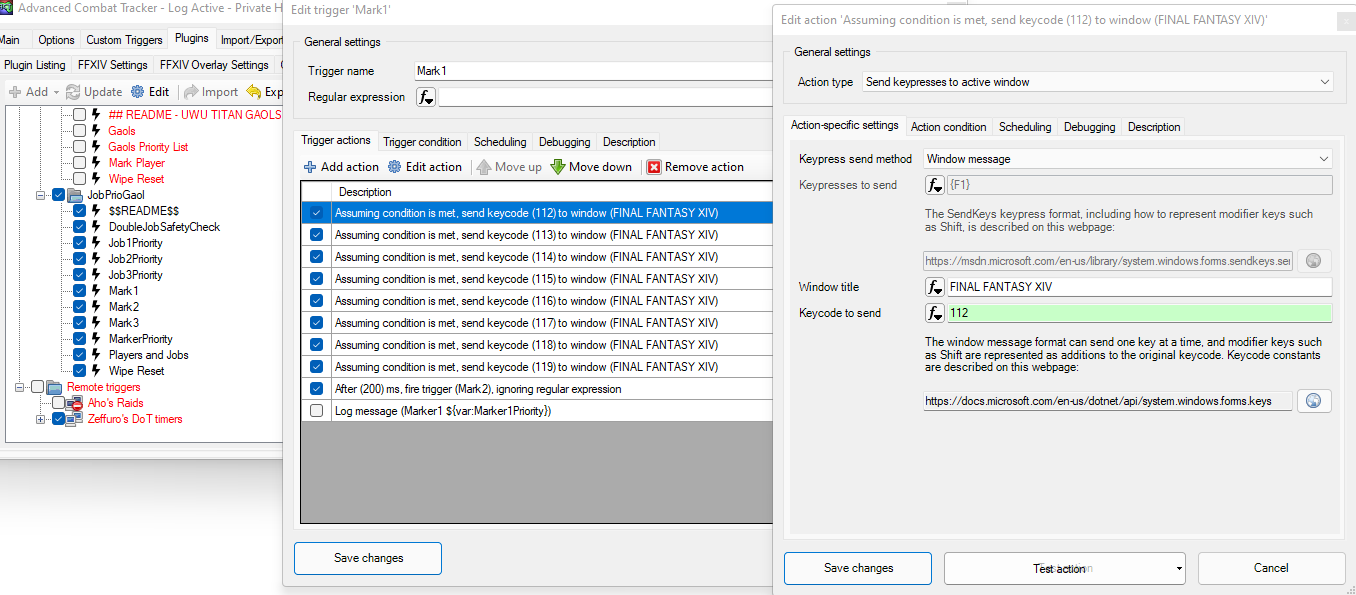 Advanced Combat Tracker - Log Active - Private H
Main
Options
Custom Triggers
Plugins
Import/Export
Plugin Listing
FFXIV Settings
FFXIV Overlay Settings
Add
Update
Edit
Import
Exp
## README - UWU TITAN GAOLS
Gaols
Gaols Priority List
Mark Player
Wipe Reset
JobPrioGaol
$$README$$
DoubleJobSafetyCheck
Job1Priority
Job2Priority
Job3Priority
Mark1
Mark2
Mark3
MarkerPriority
Players and Jobs
Wipe Reset
Remote triggers
Aho's Raids
Zeffuro's DoT timers
Edit trigger 'Mark1'
General settings
Trigger name
Mark1
Regular expression
Trigger actions
Trigger condition
Scheduling
Debugging
Description
Add action
Edit action
Move up
Move down
Remove action
Description
Assuming condition is met, send keycode (112) to window (FINAL FANTASY XIV)
Assuming condition is met, send keycode (113) to window (FINAL FANTASY XIV)
Assuming condition is met, send keycode (114) to window (FINAL FANTASY XIV)
Assuming condition is met, send keycode (115) to window (FINAL FANTASY XIV)
Assuming condition is met, send keycode (116) to window (FINAL FANTASY XIV)
Assuming condition is met, send keycode (117) to window (FINAL FANTASY XIV)
Assuming condition is met, send keycode (118) to window (FINAL FANTASY XIV)
Assuming condition is met, send keycode (119) to window (FINAL FANTASY XIV)
After (200) ms, fire trigger (Mark2), ignoring regular expression
Log message (Marker1 ${var:Marker1Priority})
Save changes
Edit action 'Assuming condition is met, send keycode (112) to window (FINAL FANTASY XIV)'
General settings
Action type
Send keypresses to active window
Action-specific settings
Action condition
Scheduling
Debugging
Description
Keypress send method
Window message
Keypresses to send
{F1}
The SendKeys keypress format, including how to represent modifier keys such
as Shift, is described on this webpage:
https://msdn.microsoft.com/en-us/library/system.windows.forms.sendkeys.sen
Window title
FINAL FANTASY XIV
Keycode to send
112
The window message format can send one key at a time, and modifier keys such
as Shift are represented as additions to the original keycode. Keycode constants
are described on this webpage:
https://docs.microsoft.com/en-us/dotnet/api/system.windows.forms.keys
Save changes
Test action
Cancel